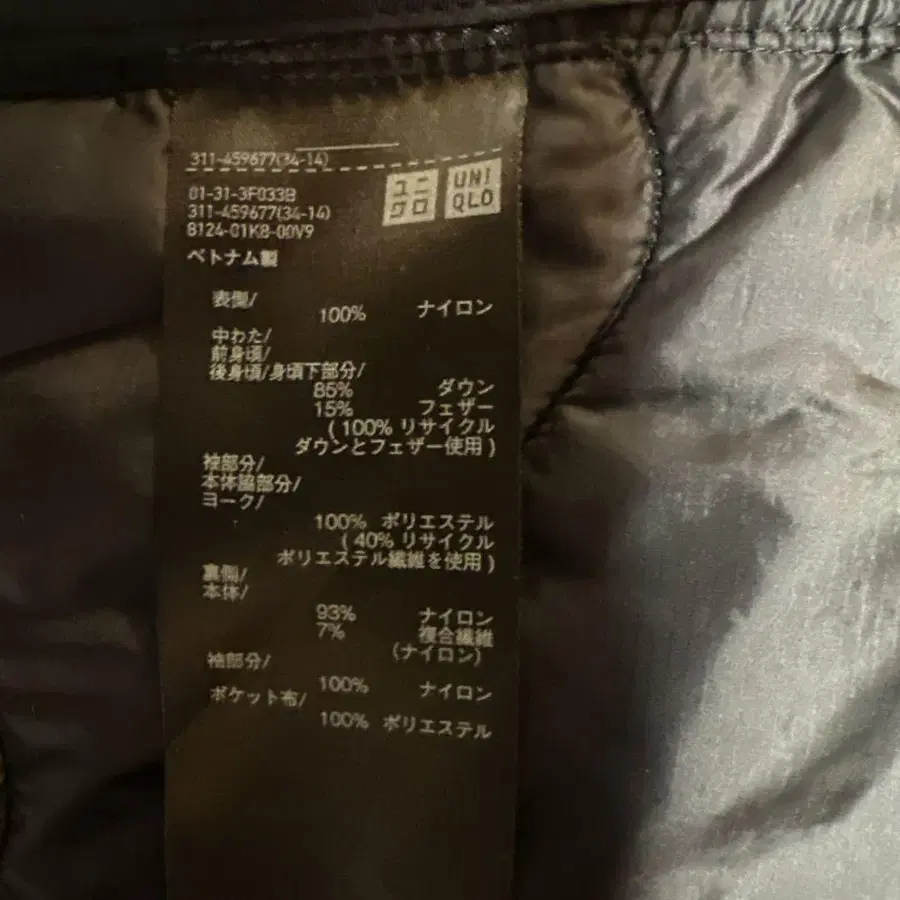 311-459677(34-14)
01-31-3F033B
311-459677(34-14)
8124-01K8-00V9
ユニ
クロ
UNI
QLO
ベトナム製
表側/
100% ナイロン
中わた/
前身頃/
後身頃/身頃下部分/
85% ダウン
15% フェザー
(100% リサイクル
ダウンとフェザー使用)
袖部分/
本体脇部分/
ヨーク/
100% ポリエステル
(40% リサイクル
ポリエステル繊維を使用)
裏側/
本体/
93% ナイロン
7% 複合繊維
(ナイロン)
袖部分/
100% ナイロン
ポケット布/
100% ポリエステル